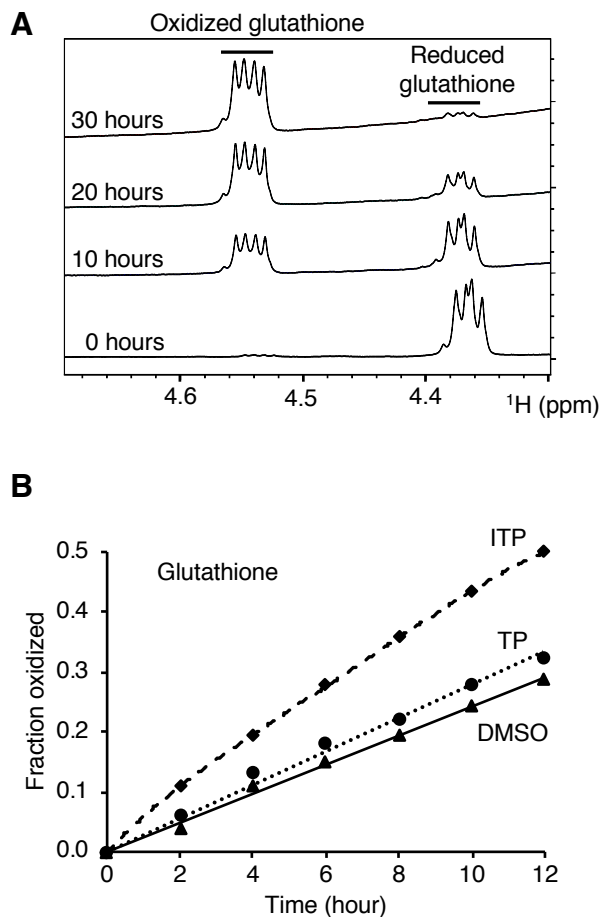 A
Oxidized glutathione
Reduced
glutathione
30 hours
20 hours
10 hours
0 hours
4.6
4.5
4.4
¹H (ppm)
B
Glutathione
ITP
TP
DMSO
Fraction oxidized
0.5
0.4
0.3
0.2
0.1
0.0
0
2
4
6
8
10
12
Time (hour)